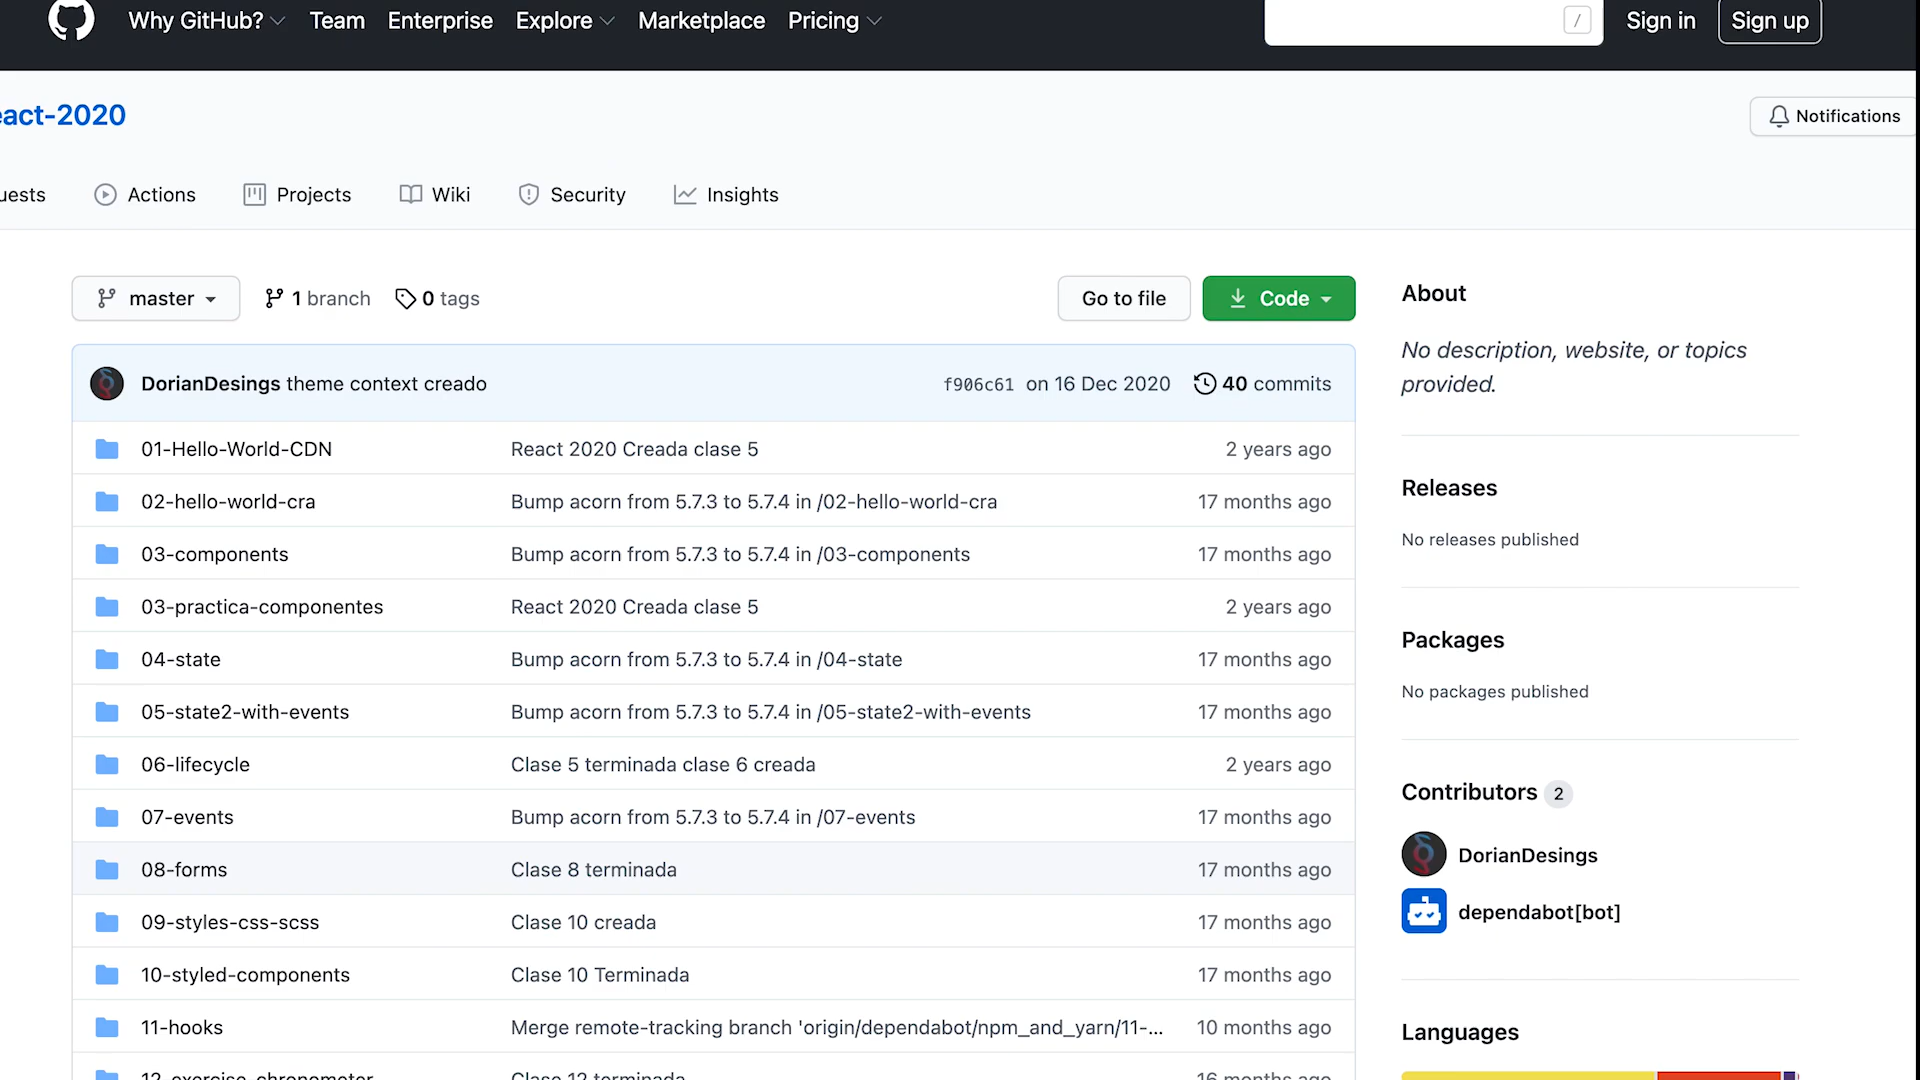 Why GitHub? Team Enterprise Explore Marketplace Pricing / Sign in Sign up
eact-2020 Notifications
uests Actions Projects Wiki Security Insights
master 1 branch 0 tags Go to file Code
DorianDesings theme context creado f906c61 on 16 Dec 2020 40 commits
01-Hello-World-CDN React 2020 Creada clase 5 2 years ago
02-hello-world-cra Bump acorn from 5.7.3 to 5.7.4 in /02-hello-world-cra 17 months ago
03-components Bump acorn from 5.7.3 to 5.7.4 in /03-components 17 months ago
03-practica-componentes React 2020 Creada clase 5 2 years ago
04-state Bump acorn from 5.7.3 to 5.7.4 in /04-state 17 months ago
05-state2-with-events Bump acorn from 5.7.3 to 5.7.4 in /05-state2-with-events 17 months ago
06-lifecycle Clase 5 terminada clase 6 creada 2 years ago
07-events Bump acorn from 5.7.3 to 5.7.4 in /07-events 17 months ago
08-forms Clase 8 terminada 17 months ago
09-styles-css-scss Clase 10 creada 17 months ago
10-styled-components Clase 10 Terminada 17 months ago
11-hooks Merge remote-tracking branch 'origin/dependabot/npm_and_yarn/11-... 10 months ago
12-exercise-chronometer Clase 12 terminada 16 months ago
About
No description, website, or topics
provided.
Releases
No releases published
Packages
No packages published
Contributors 2
DorianDesings
dependabot[bot]
Languages